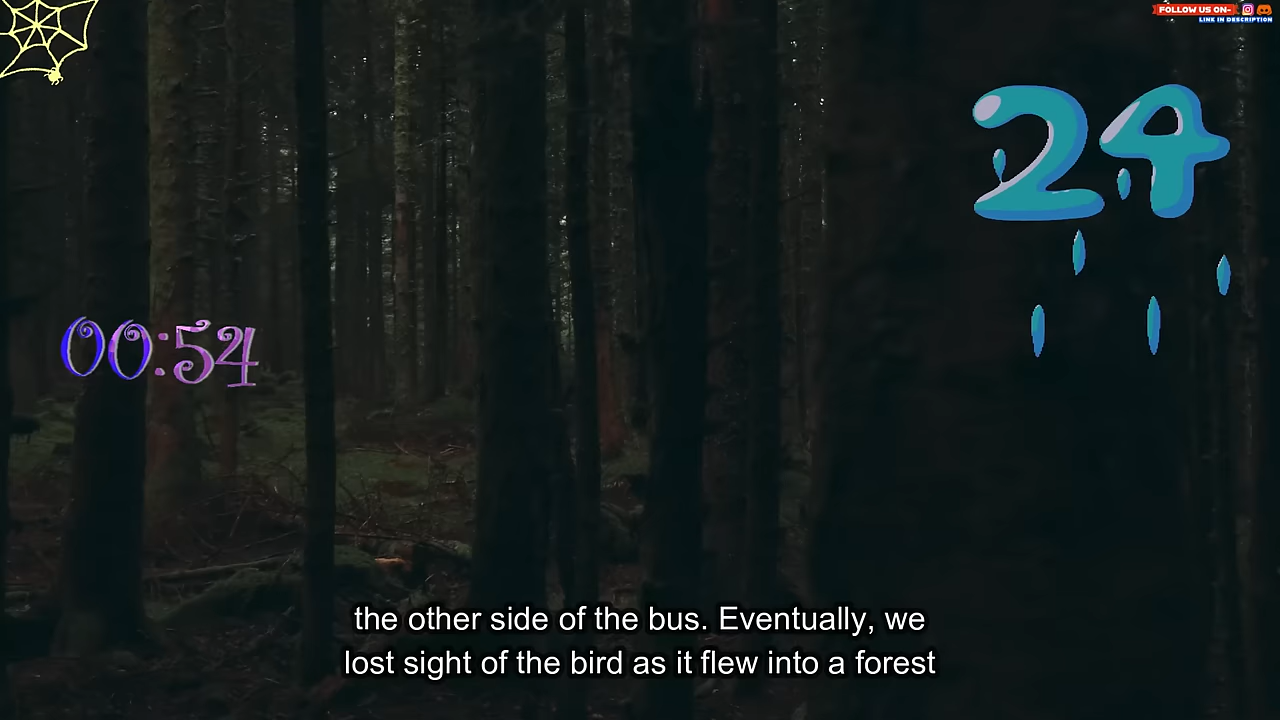 FOLLOW US ON-
LINK IN DESCRIPTION
24
00:54
the other side of the bus. Eventually, we
lost sight of the bird as it flew into a forest